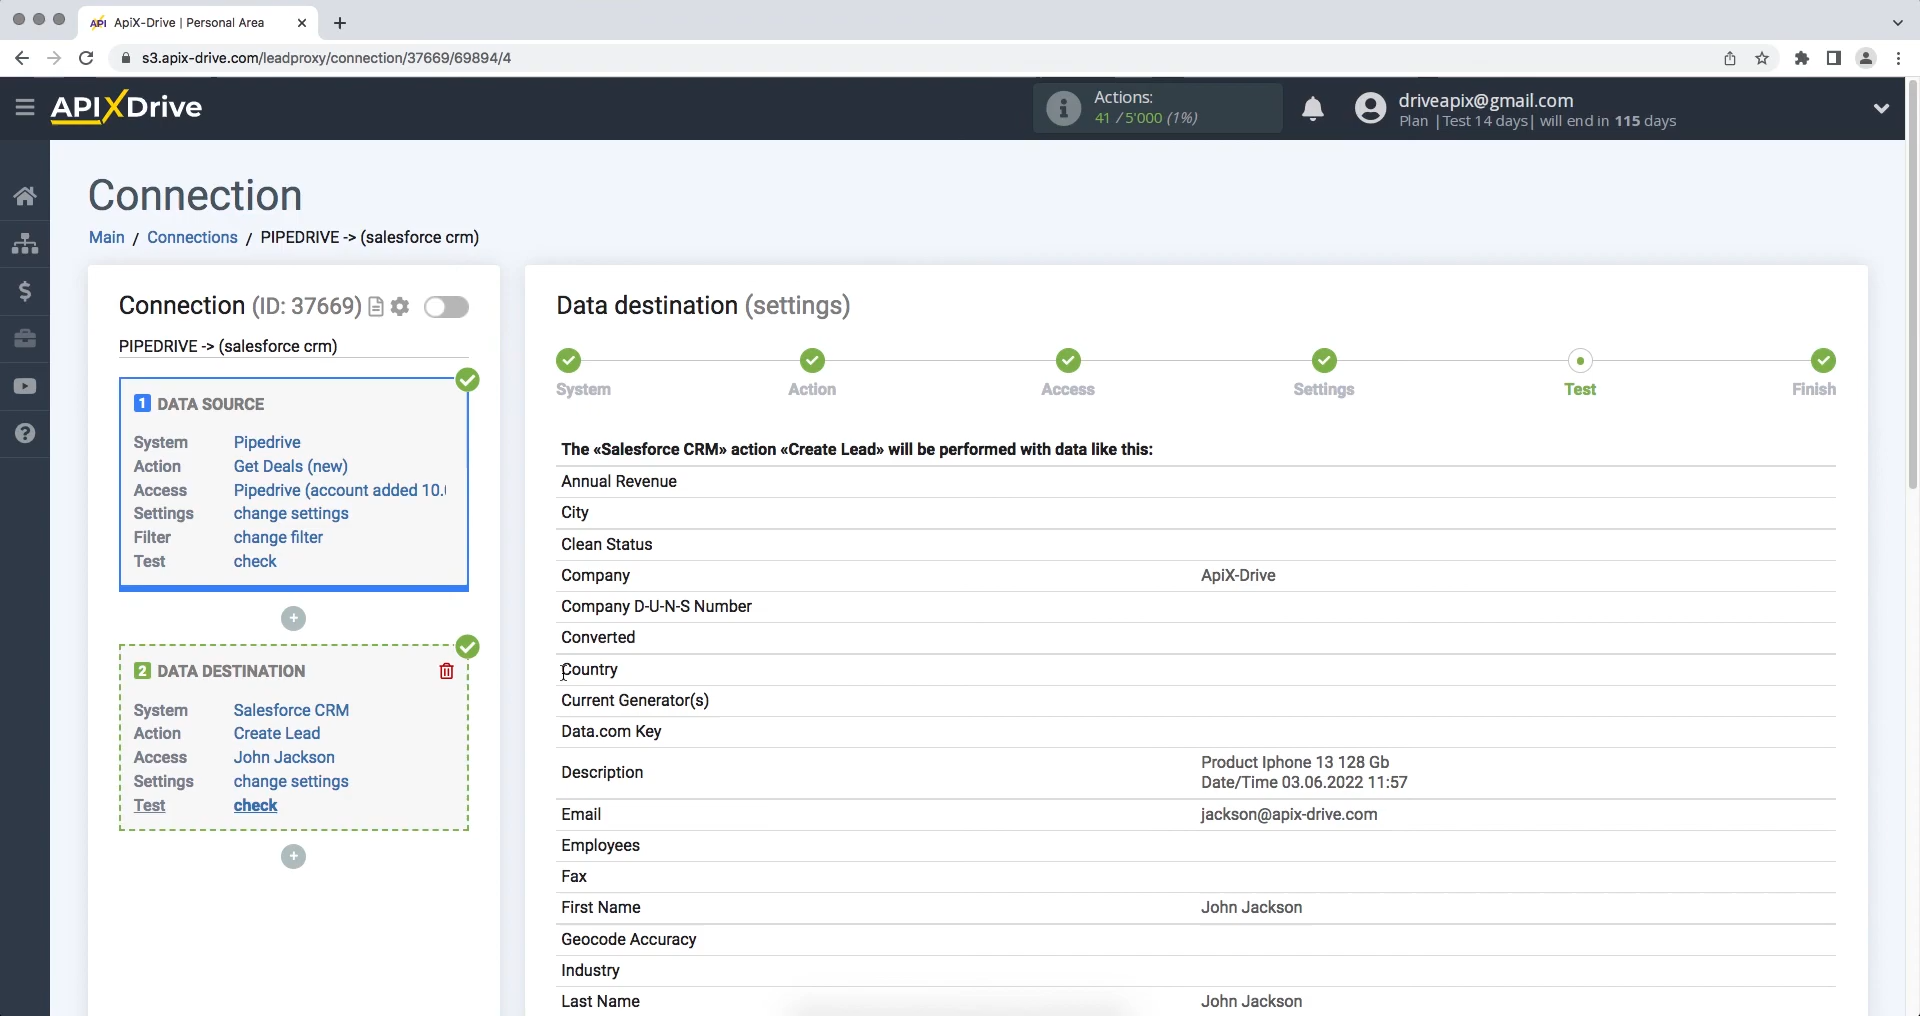 API ApiX-Drive | Personal Area
s3.apix-drive.com/leadproxy/connection/37669/69894/4
APIXDrive
Actions:
41 / 5'000 (1%)
driveapix@gmail.com
Plan | Test 14 days | will end in 115 days
Connection
Main / Connections / PIPEDRIVE -> (salesforce crm)
Connection (ID: 37669)
PIPEDRIVE -> (salesforce crm)
1 DATA SOURCE
System Pipedrive
Action Get Deals (new)
Access Pipedrive (account added 10.
Settings change settings
Filter change filter
Test check
2 DATA DESTINATION
System Salesforce CRM
Action Create Lead
Access John Jackson
Settings change settings
Test check
Data destination (settings)
System Action Access Settings Test Finish
The «Salesforce CRM» action «Create Lead» will be performed with data like this:
Annual Revenue
City
Clean Status
Company ApiX-Drive
Company D-U-N-S Number
Converted
Country
Current Generator(s)
Data.com Key
Description Product Iphone 13 128 Gb
Date/Time 03.06.2022 11:57
Email jackson@apix-drive.com
Employees
Fax
First Name John Jackson
Geocode Accuracy
Industry
Last Name John Jackson